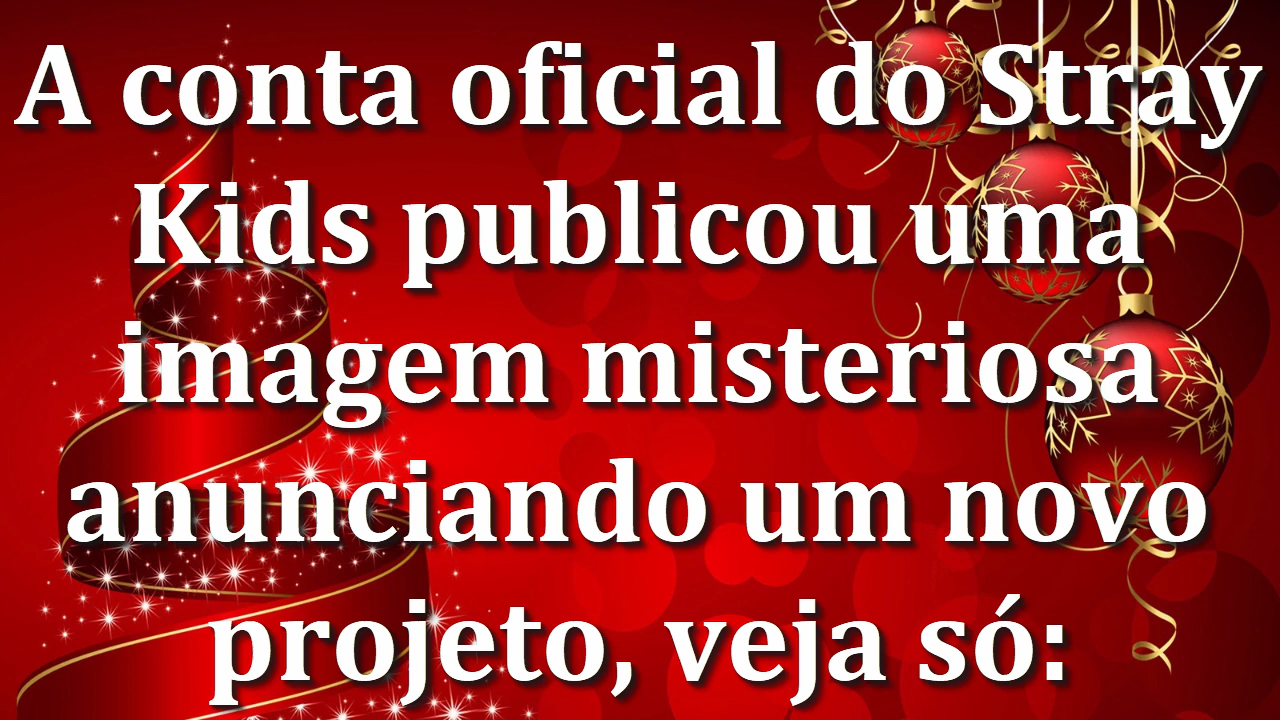 A conta oficial do Stray
Kids publicou uma
imagem misteriosa
anunciando um novo
projeto, veja só: